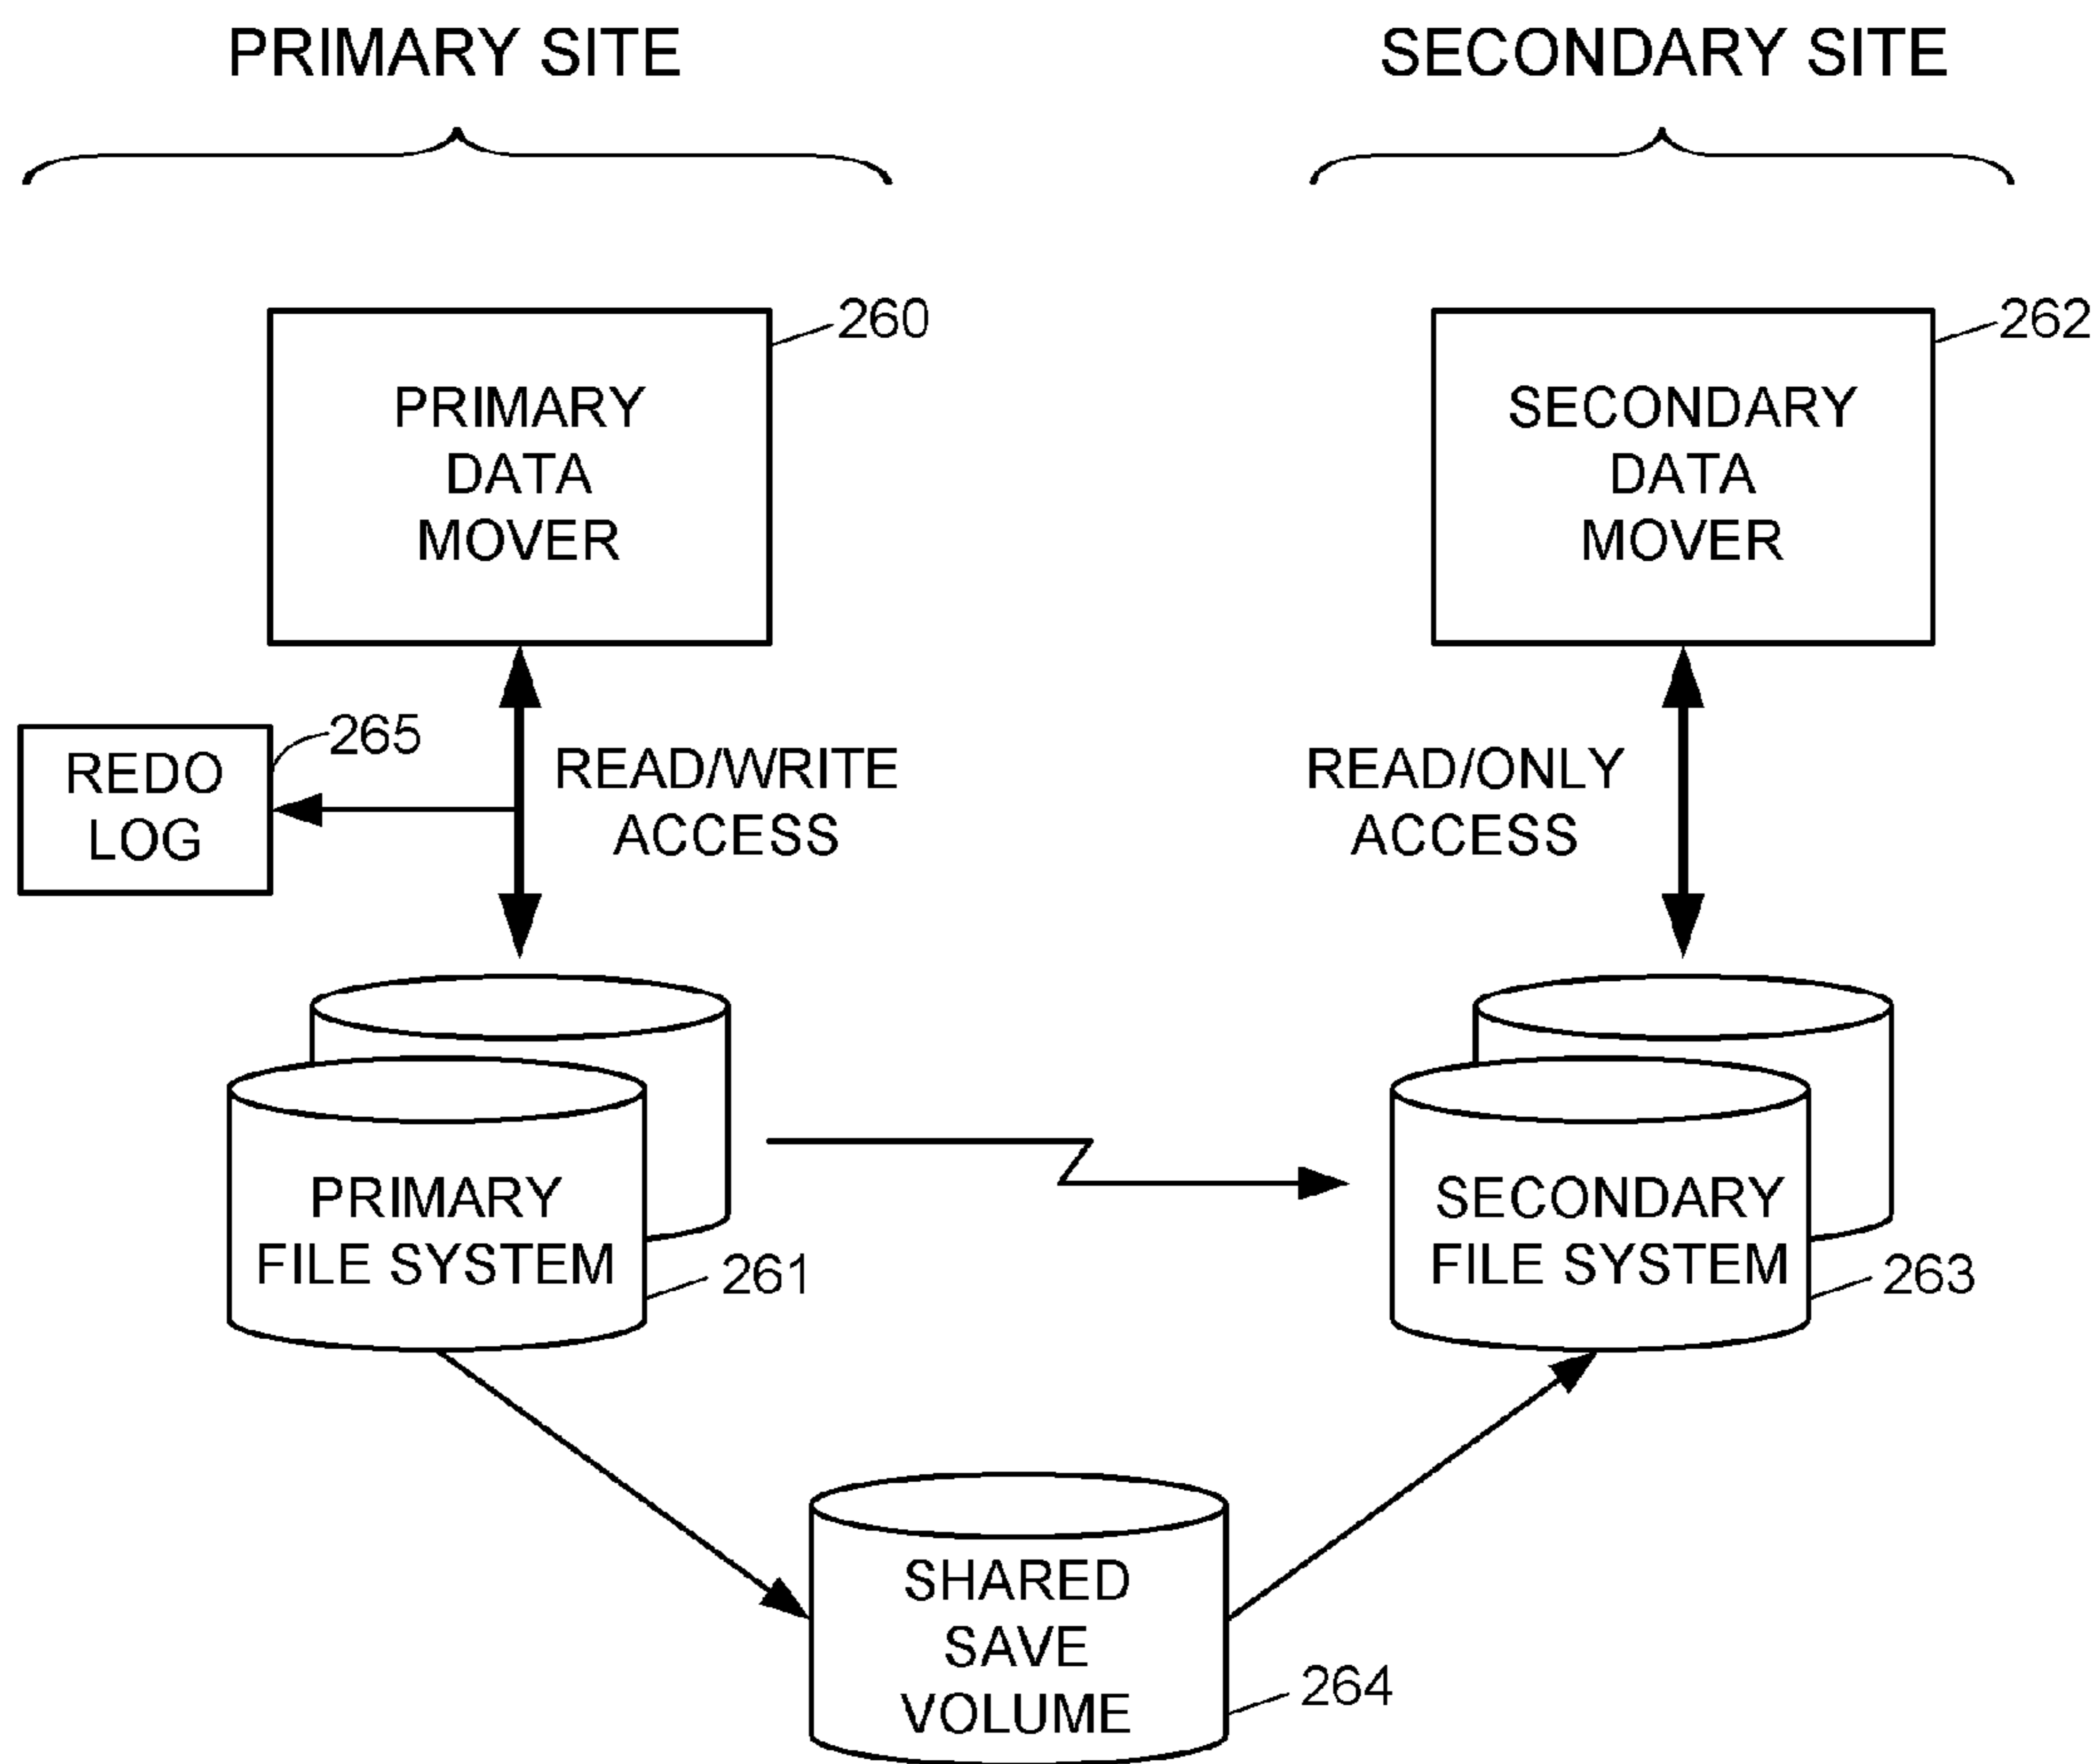 PRIMARY SITE
SECONDARY SITE
260
262
PRIMARY
DATA
MOVER
SECONDARY
DATA
MOVER
265
REDO
LOG
READ/WRITE
ACCESS
READ/ONLY
ACCESS
PRIMARY
FILE SYSTEM
261
SECONDARY
FILE SYSTEM
263
SHARED
SAVE
VOLUME
264